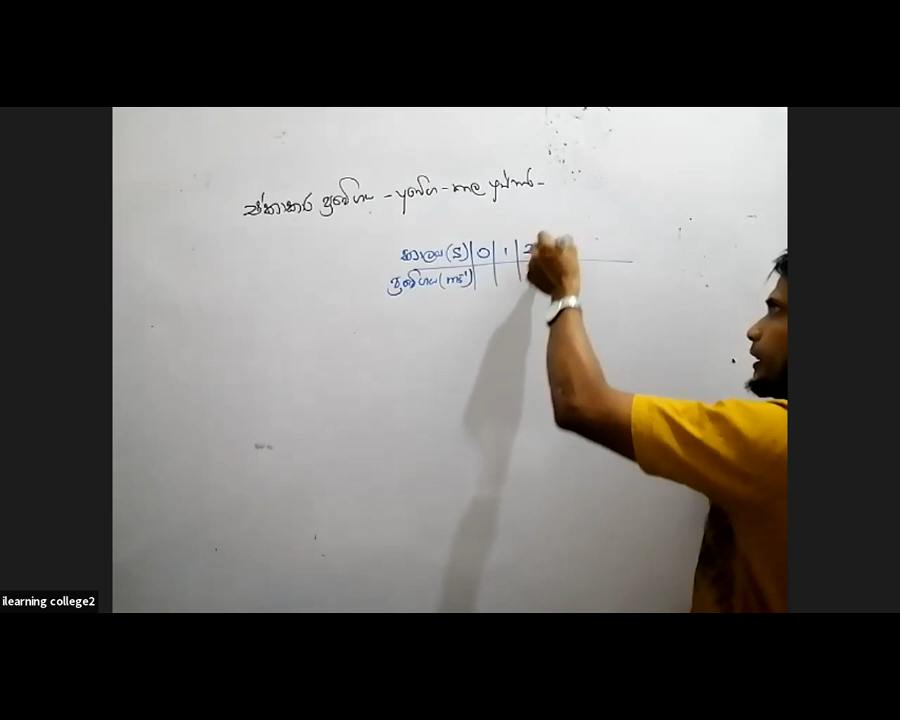 ඒකාකාර ප්‍රවේගය - ප්‍රවේග - කාල ප්‍රස්තාර -
කාලය (s) 0 1 2
ප්‍රවේගය (ms⁻¹)
ilearning college2